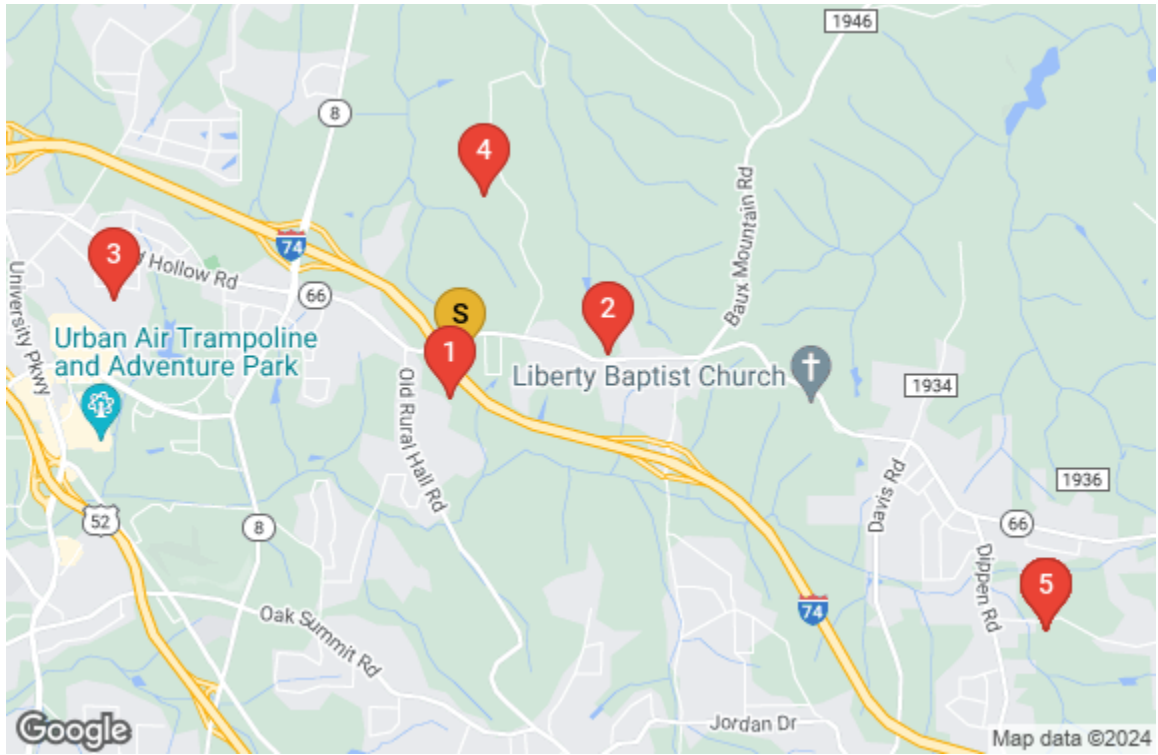 1946
8
4
74
3
d Hollow Rd
66
University Pkwy
Baux Mountain Rd
S
2
1
Urban Air Trampoline
and Adventure Park
Liberty Baptist Church
1934
Old Rural Hall Rd
Davis Rd
1936
52
8
66
Dippen Rd
5
74
Oak Summit Rd
Jordan Dr
Google
Map data ©2024